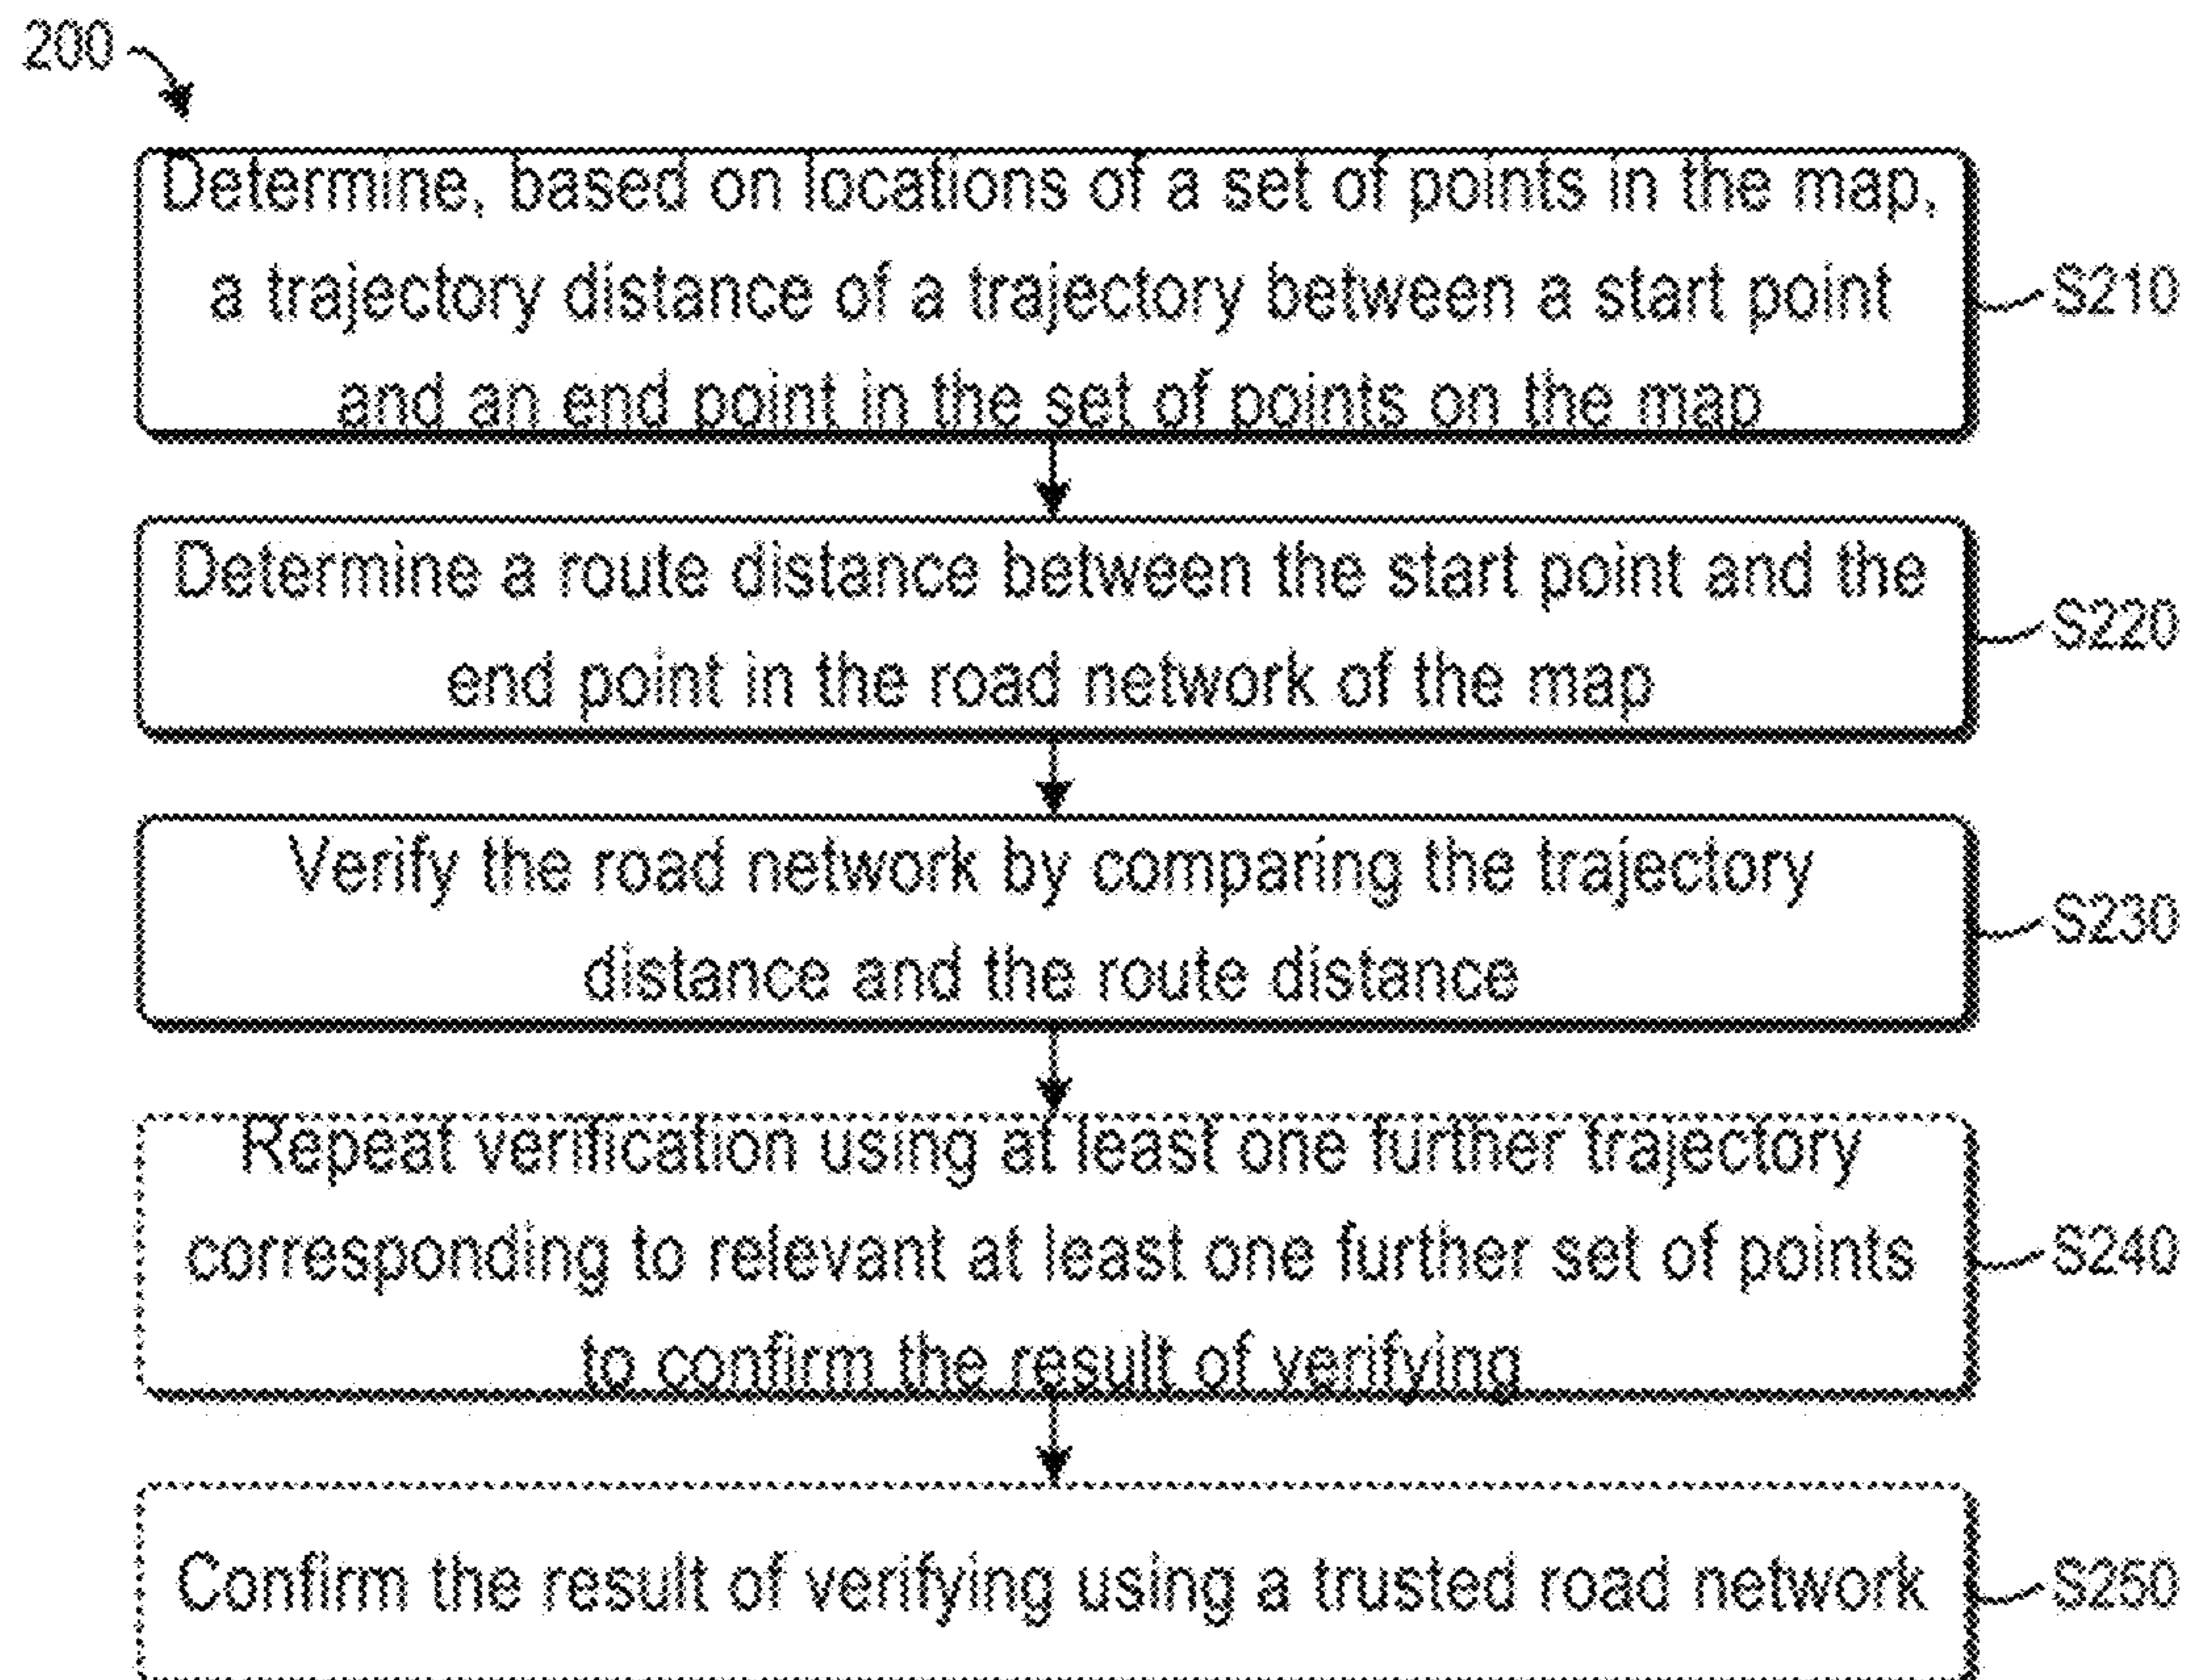 200
Determine, based on locations of a set of points in the map,
a trajectory distance of a trajectory between a start point
and an end point in the set of points on the map
S210
Determine a route distance between the start point and the
end point in the road network of the map
S220
Verify the road network by comparing the trajectory
distance and the route distance
S230
Repeat verification using at least one further trajectory
corresponding to relevant at least one further set of points
to confirm the result of verifying
S240
Confirm the result of verifying using a trusted road network
S250